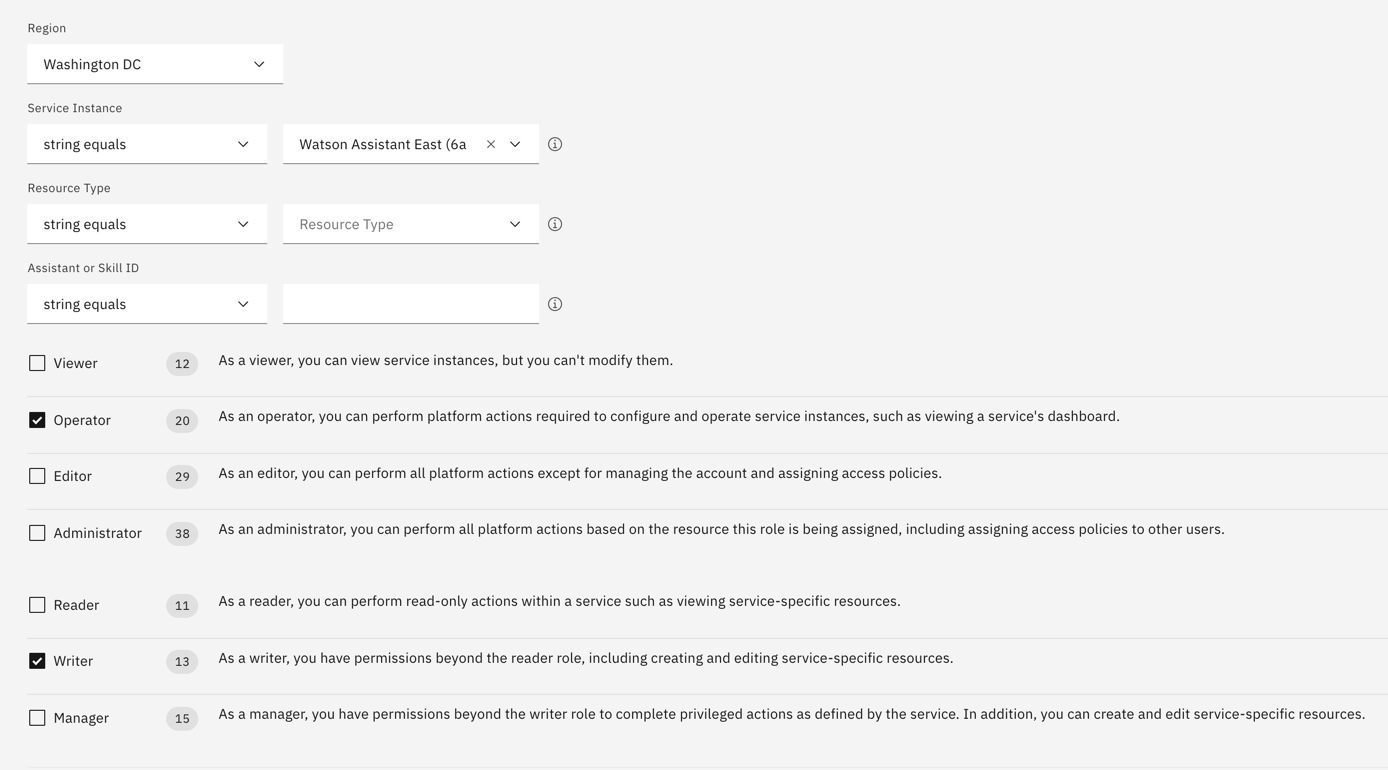 Region
Washington DC
Service Instance
string equals Watson Assistant East (6a
Resource Type
string equals Resource Type
Assistant or Skill ID
string equals
Viewer 12 As a viewer, you can view service instances, but you can't modify them.
Operator 20 As an operator, you can perform platform actions required to configure and operate service instances, such as viewing a service's dashboard.
Editor 29 As an editor, you can perform all platform actions except for managing the account and assigning access policies.
Administrator 38 As an administrator, you can perform all platform actions based on the resource this role is being assigned, including assigning access policies to other users.
Reader 11 As a reader, you can perform read-only actions within a service such as viewing service-specific resources.
Writer 13 As a writer, you have permissions beyond the reader role, including creating and editing service-specific resources.
Manager 15 As a manager, you have permissions beyond the writer role to complete privileged actions as defined by the service. In addition, you can create and edit service-specific resources.